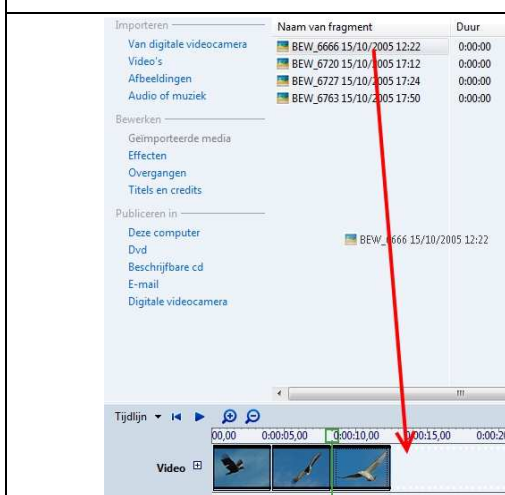 Importeren
Van digitale videocamera
Video's
Afbeeldingen
Audio of muziek
Bewerken
Geïmporteerde media
Effecten
Overgangen
Titels en credits
Publiceren in
Deze computer
Dvd
Beschrijfbare cd
E-mail
Digitale videocamera
Naam van fragment Duur
BEW_6666 15/10/2005 12:22 0:00:00
BEW_6720 15/10/2005 17:12 0:00:00
BEW_6727 15/10/2005 17:24 0:00:00
BEW_6763 15/10/2005 17:50 0:00:00
BEW_6666 15/10/2005 12:22
Tijdlijn
00,00 0:00:05,00 0:00:10,00 0:00:15,00 0:00:2
Video